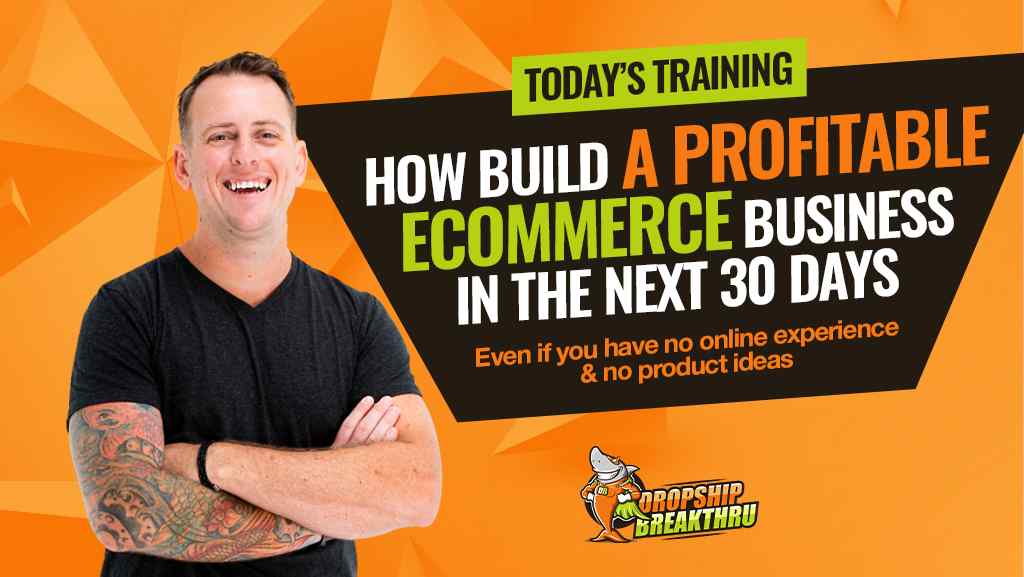 TODAY'S TRAINING
HOW BUILD A PROFITABLE
ECOMMERCE BUSINESS
IN THE NEXT 30 DAYS
Even if you have no online experience
& no product ideas
DROPSHIP
BREAKTHRU